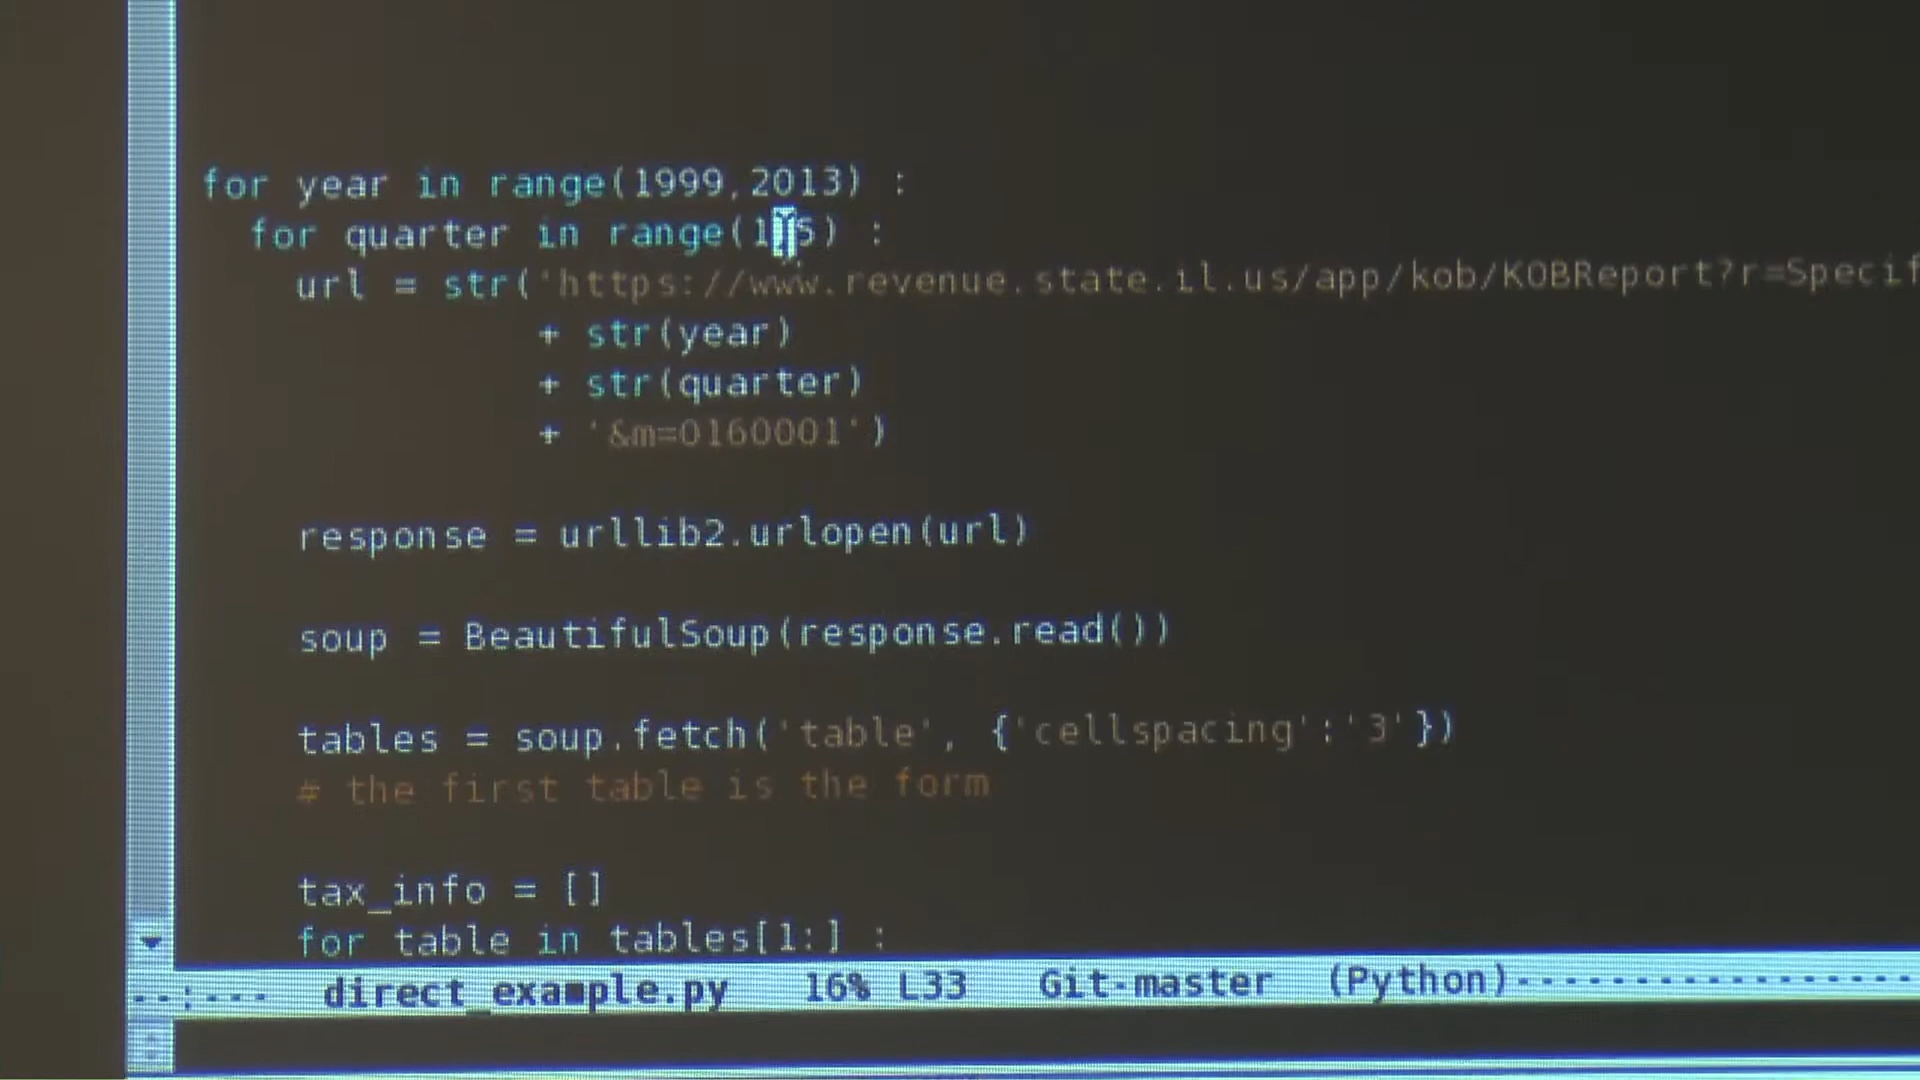 for year in range(1999,2013) :
for quarter in range(1,5) :
url = str('https://www.revenue.state.il.us/app/kob/KOBReport?r=Specif
+ str(year)
+ str(quarter)
+ '&m=0160001')
response = urllib2.urlopen(url)
soup = BeautifulSoup(response.read())
tables = soup.fetch('table', {'cellspacing':'3'})
# the first table is the form
tax_info = []
for table in tables[1:] :
--:--- direct_example.py 16% L33 Git-master (Python)----------------